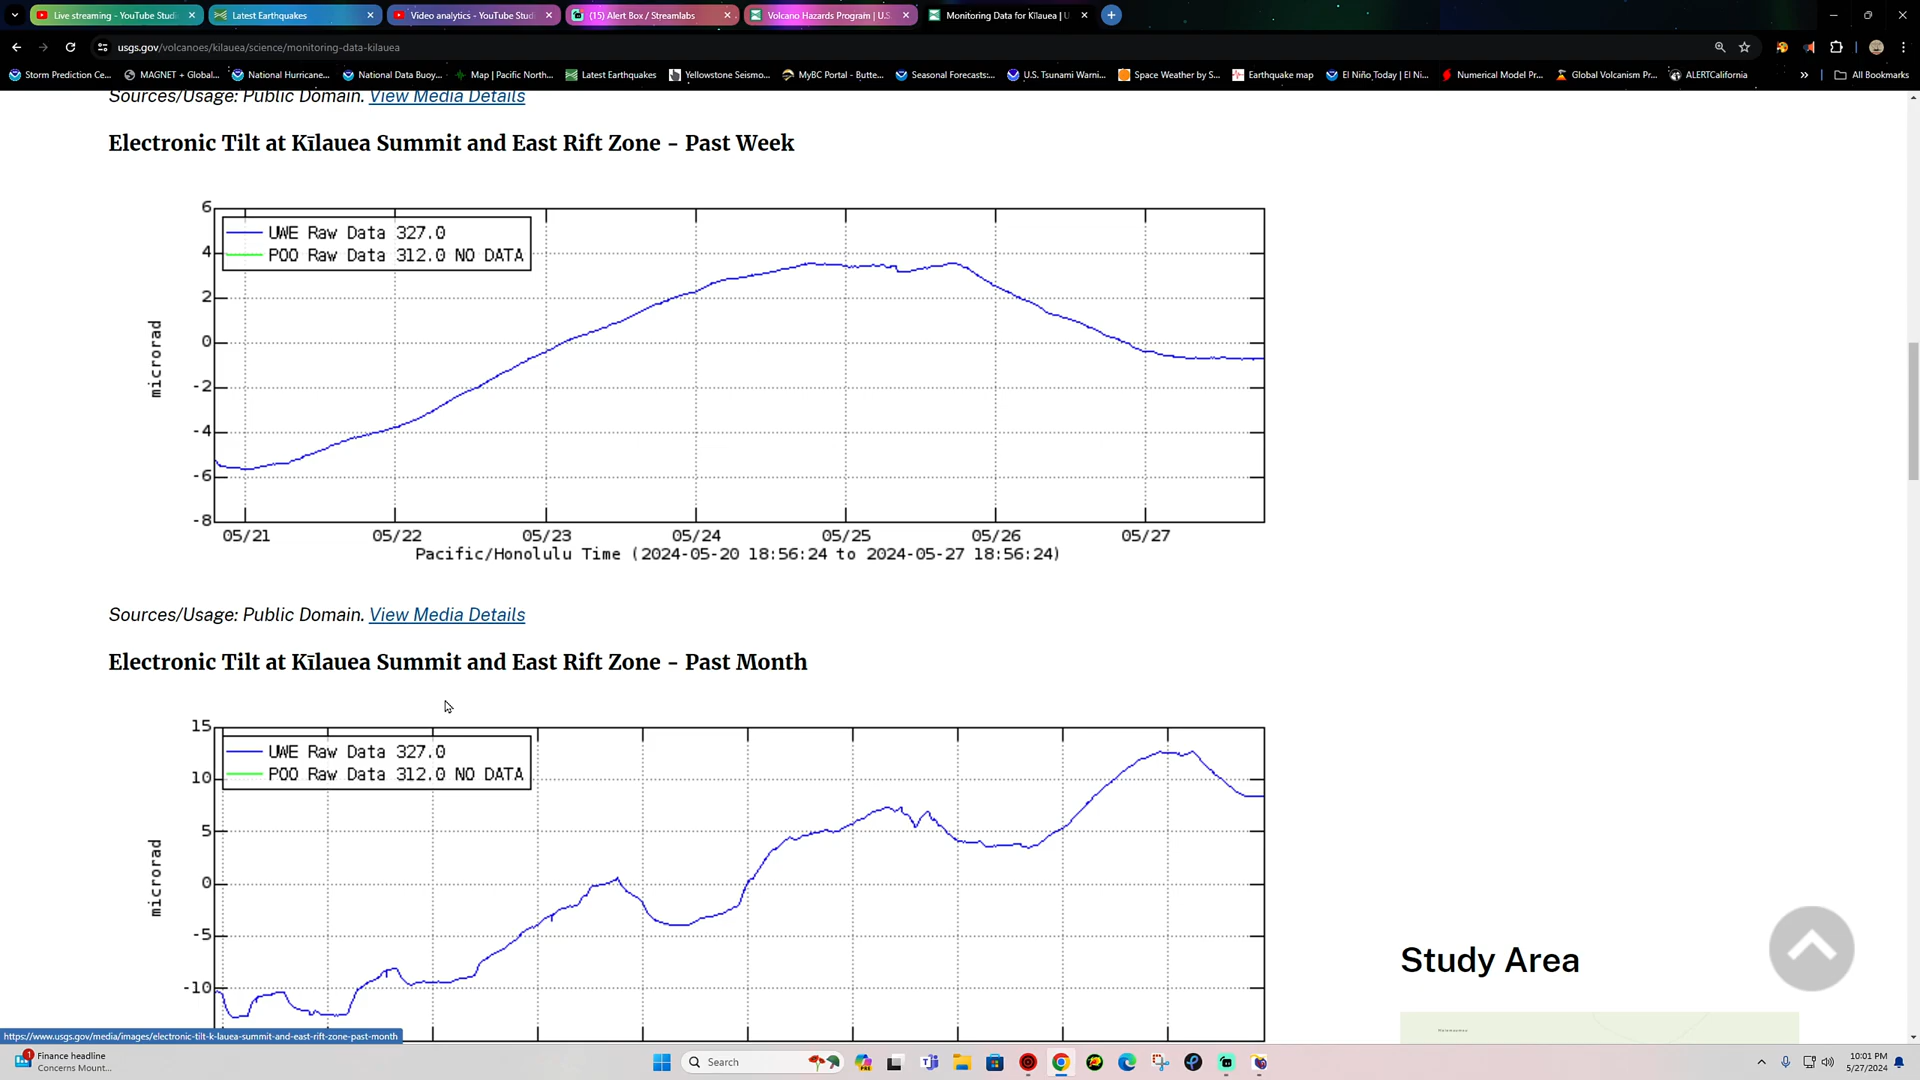 Live streaming - YouTube Studi
Latest Earthquakes
Video analytics - YouTube Studi
(15) Alert Box / Streamlabs
Volcano Hazards Program | U.S.
Monitoring Data for Kīlauea | U
usgs.gov/volcanoes/kilauea/science/monitoring-data-kilauea
Storm Prediction Ce...
MAGNET + Global...
National Hurricane...
National Data Buoy...
Map | Pacific North...
Latest Earthquakes
Yellowstone Seismo...
MyBC Portal - Butte...
Seasonal Forecasts:...
U.S. Tsunami Warni...
Space Weather by S...
Earthquake map
El Niño Today | El Ni...
Numerical Model Pr...
Global Volcanism Pr...
ALERTCalifornia
All Bookmarks
Sources/Usage: Public Domain. View Media Details
Electronic Tilt at Kīlauea Summit and East Rift Zone - Past Week
UWE Raw Data 327.0
POO Raw Data 312.0 NO DATA
6
4
2
0
-2
-4
-6
-8
microrad
05/21 05/22 05/23 05/24 05/25 05/26 05/27
Pacific/Honolulu Time (2024-05-20 18:56:24 to 2024-05-27 18:56:24)
Sources/Usage: Public Domain. View Media Details
Electronic Tilt at Kīlauea Summit and East Rift Zone - Past Month
UWE Raw Data 327.0
POO Raw Data 312.0 NO DATA
15
10
5
0
-5
-10
microrad
Study Area
https://www.usgs.gov/media/images/electronic-tilt-k-lauea-summit-and-east-rift-zone-past-month
1
Finance headline
Concerns Mount...
Search
10:01 PM
5/27/2024